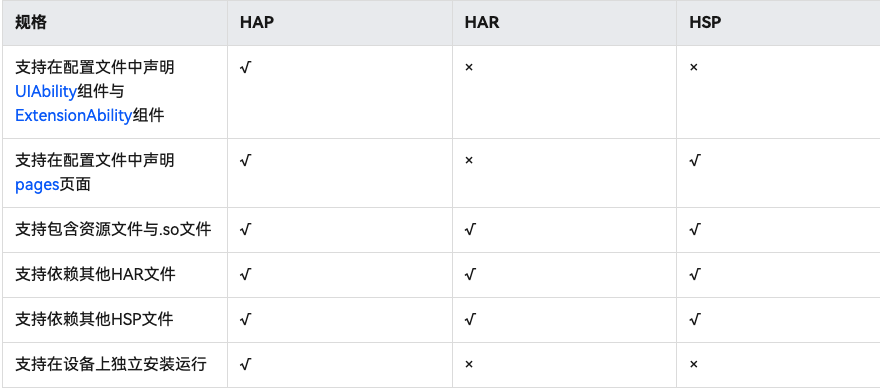 规格 HAP HAR HSP
支持在配置文件中声明 √ × ×
UIAbility组件与
ExtensionAbility组件
支持在配置文件中声明 √ × √
pages页面
支持包含资源文件与.so文件 √ √ √
支持依赖其他HAR文件 √ √ √
支持依赖其他HSP文件 √ √ √
支持在设备上独立安装运行 √ × ×